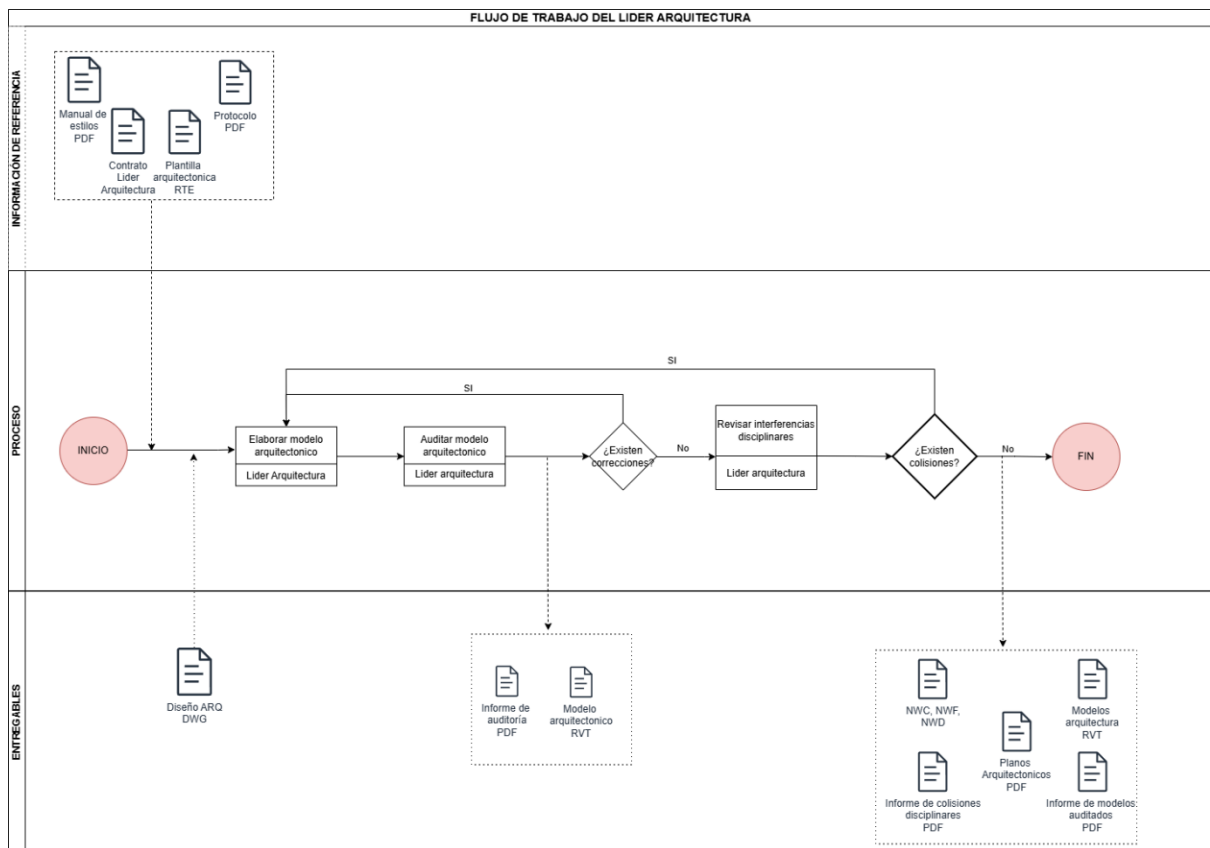 FLUJO DE TRABAJO DEL LIDER ARQUITECTURA
INFORMACIÓN DE REFERENCIA
Manual de
estilos
PDF
Contrato
Lider
Arquitectura
Plantilla
arquitectonica
RTE
Protocolo
PDF
PROCESO
SI
SI
INICIO
Elaborar modelo
arquitectonico
Lider Arquitectura
Auditar modelo
arquitectonico
Lider arquitectura
¿Existen
correcciones?
No
Revisar interferencias
disciplinares
Lider arquitectura
¿Existen
colisiones?
No
FIN
ENTREGABLES
Diseño ARQ
DWG
Informe de
auditoría
PDF
Modelo
arquitectonico
RVT
NWC, NWF,
NWD
Modelos
arquitectura
RVT
Planos
Arquitectonicos
PDF
Informe de colisiones
disciplinares
PDF
Informe de modelos
auditados
PDF